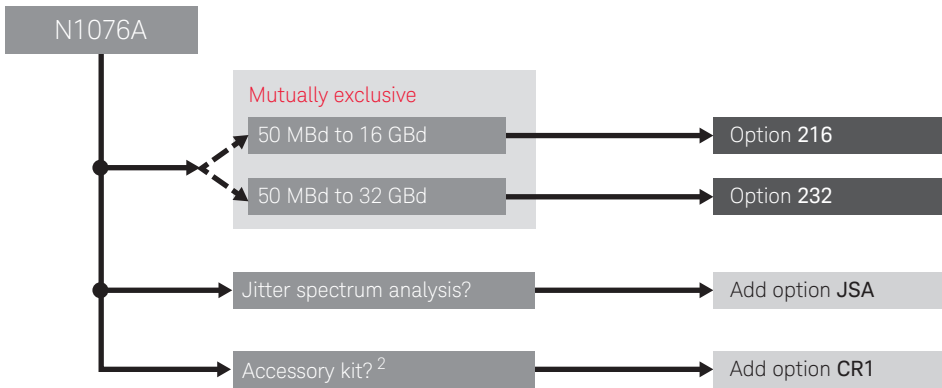 N1076A
Mutually exclusive
50 MBd to 16 GBd
Option 216
50 MBd to 32 GBd
Option 232
Jitter spectrum analysis?
Add option JSA
Accessory kit? 2
Add option CR1